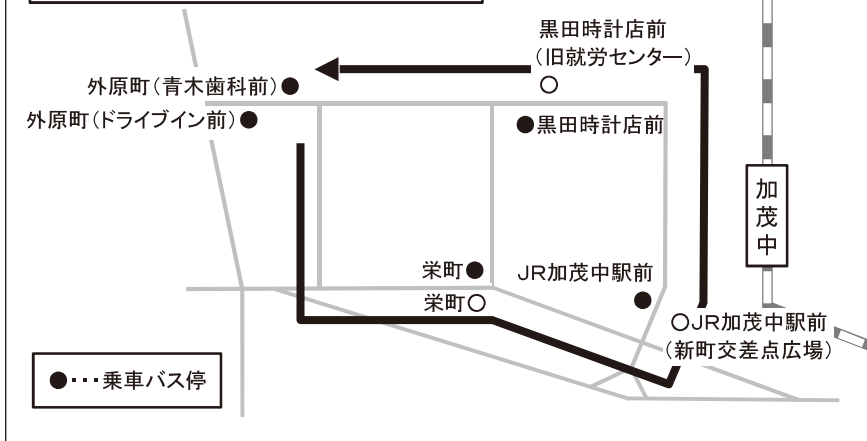 黒田時計店前
（旧就労センター）
外原町（青木歯科前）
外原町（ドライブイン前）
黒田時計店前
加茂中
栄町
JR加茂中駅前
栄町
JR加茂中駅前
（新町交差点広場）
●･･･乗車バス停